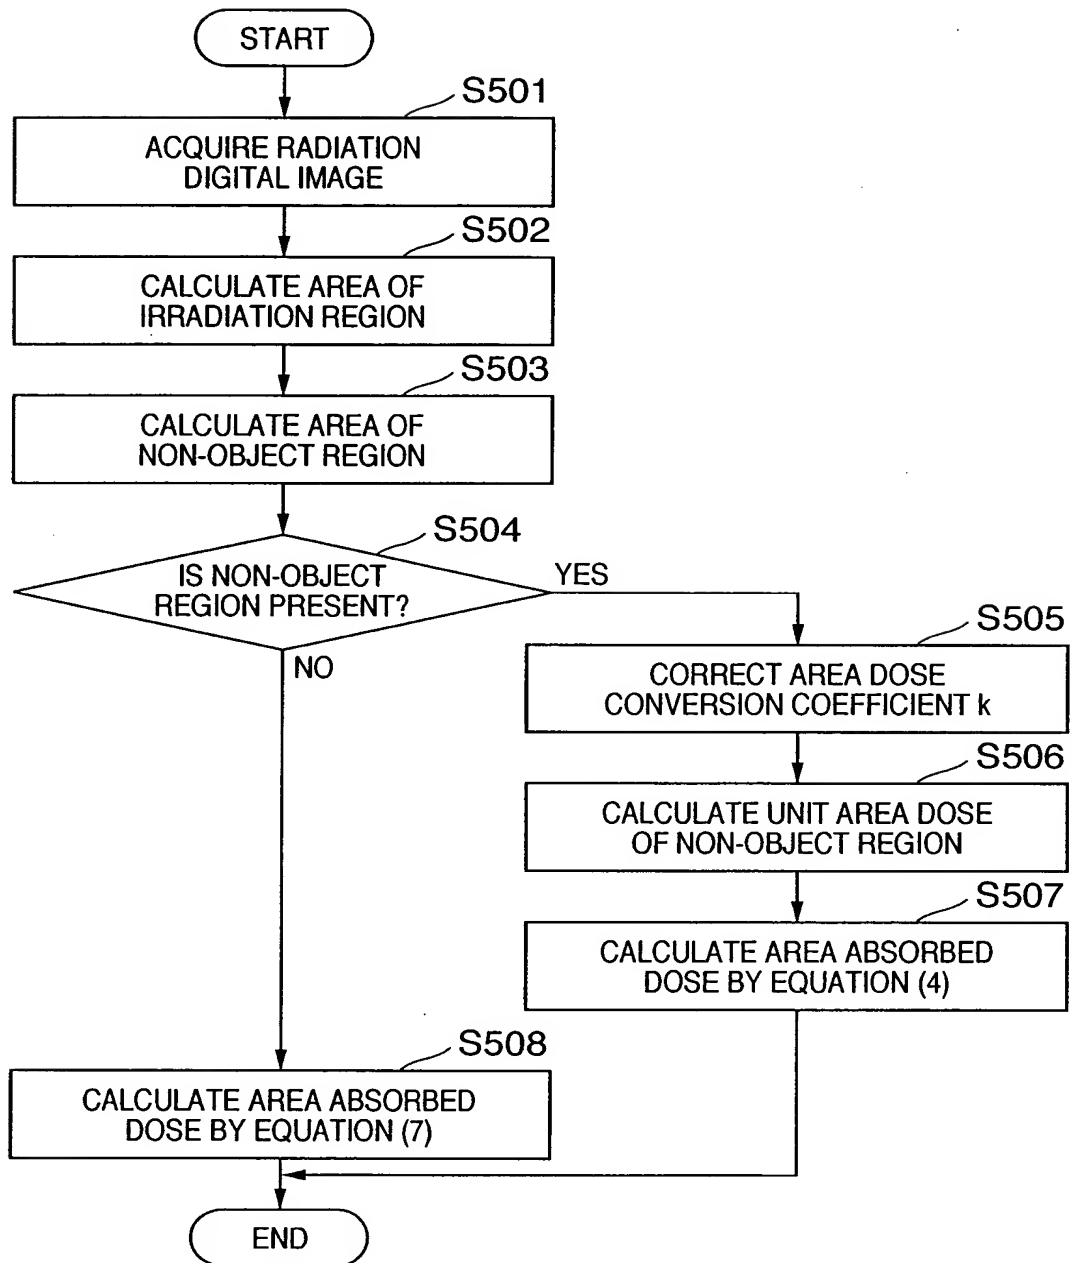 START
S501
ACQUIRE RADIATION
DIGITAL IMAGE
S502
CALCULATE AREA OF
IRRADIATION REGION
S503
CALCULATE AREA OF
NON-OBJECT REGION
S504
IS NON-OBJECT
REGION PRESENT?
YES
NO
S505
CORRECT AREA DOSE
CONVERSION COEFFICIENT k
S506
CALCULATE UNIT AREA DOSE
OF NON-OBJECT REGION
S507
CALCULATE AREA ABSORBED
DOSE BY EQUATION (4)
S508
CALCULATE AREA ABSORBED
DOSE BY EQUATION (7)
END